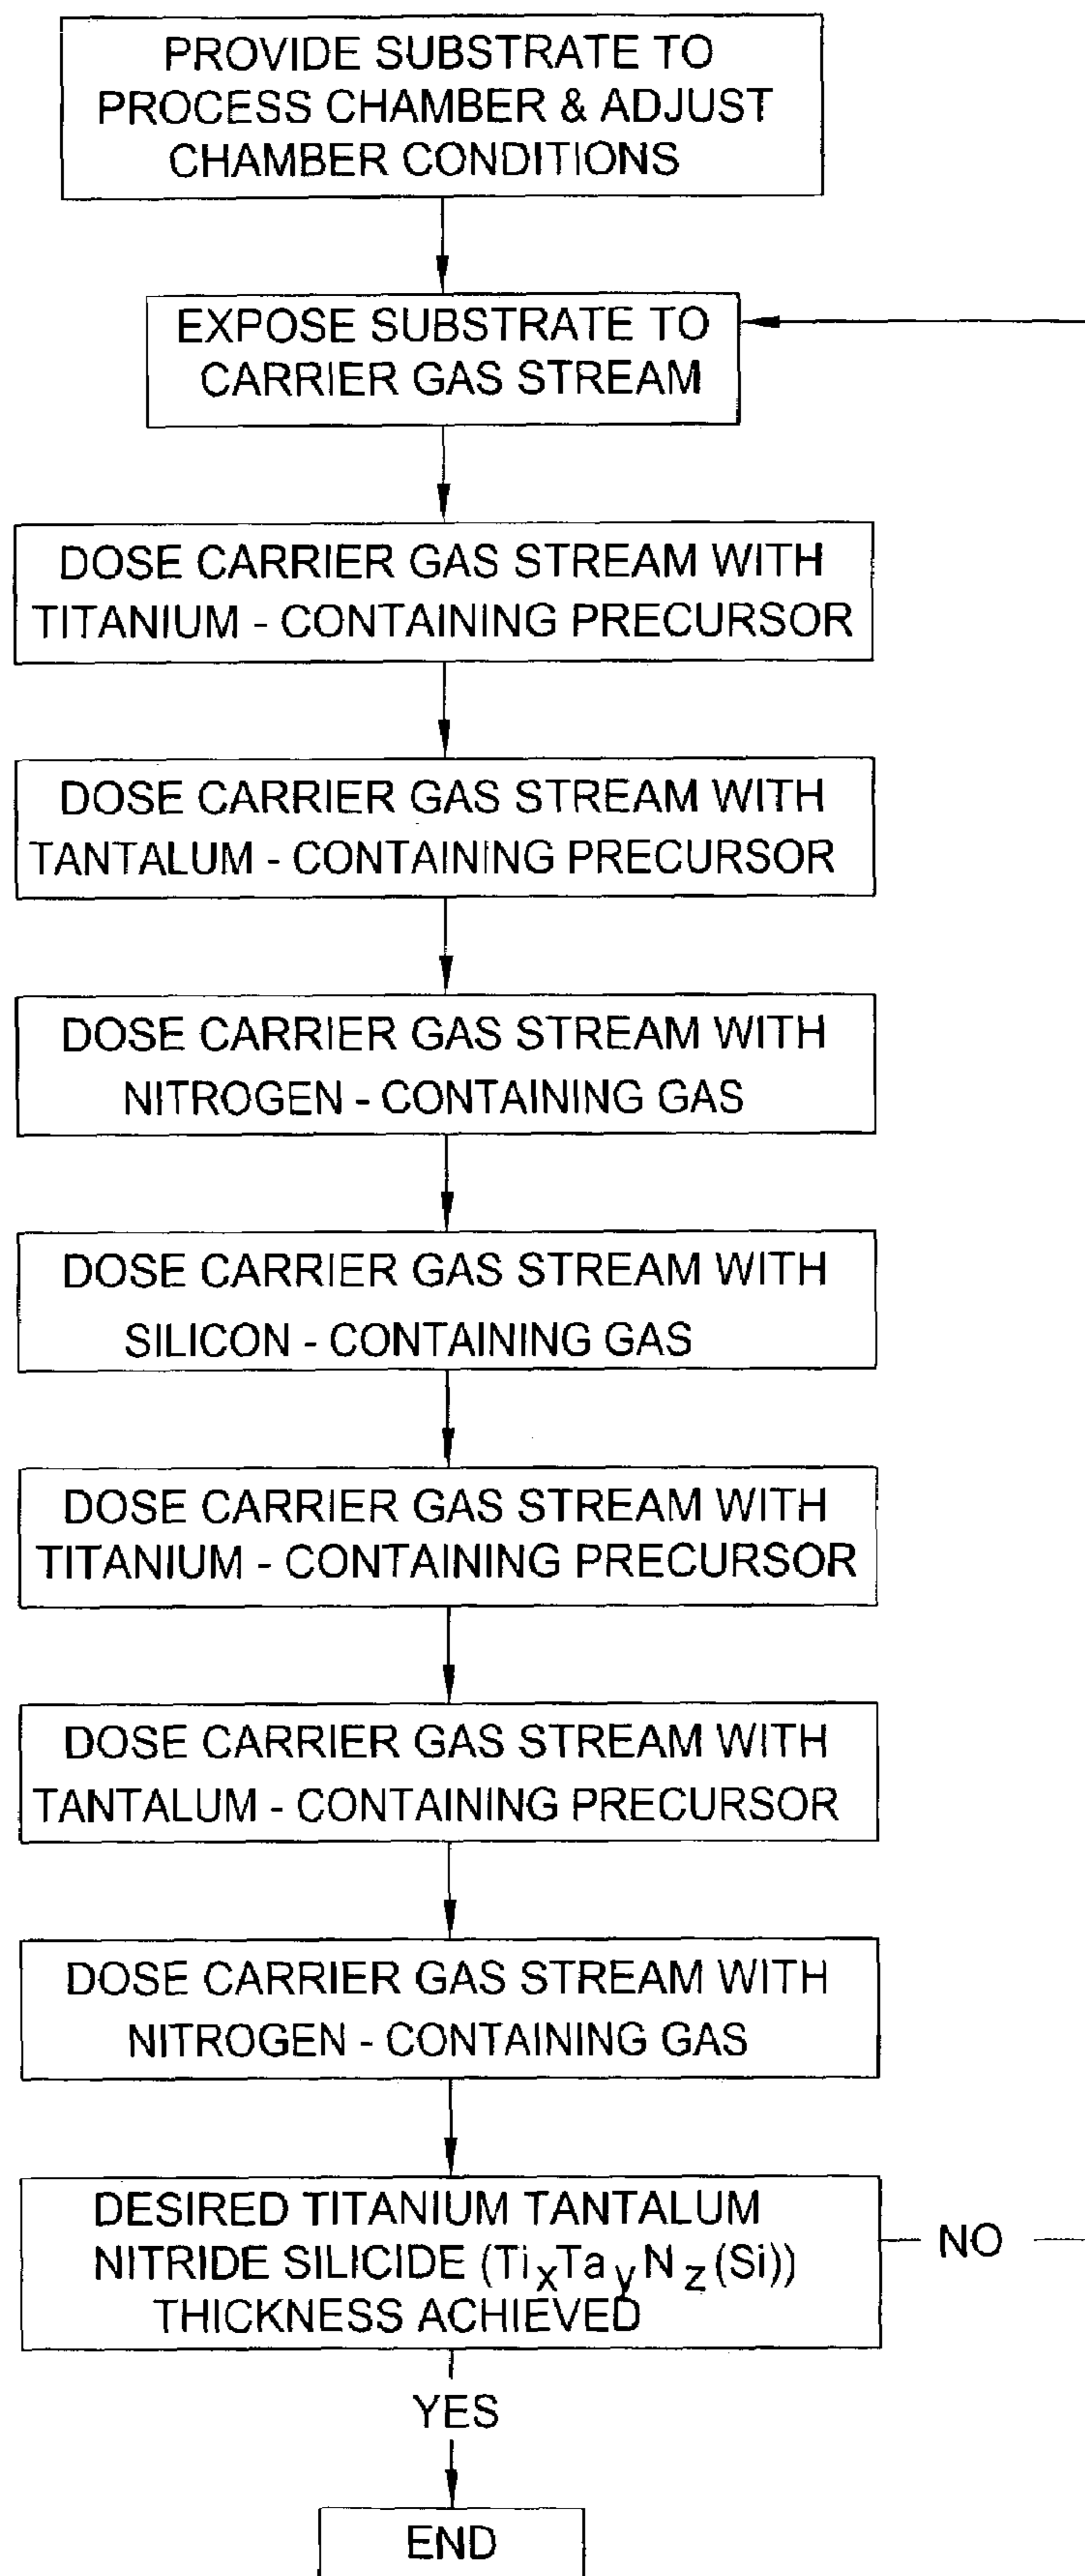 PROVIDE SUBSTRATE TO
PROCESS CHAMBER & ADJUST
CHAMBER CONDITIONS
EXPOSE SUBSTRATE TO
CARRIER GAS STREAM
DOSE CARRIER GAS STREAM WITH
TITANIUM - CONTAINING PRECURSOR
DOSE CARRIER GAS STREAM WITH
TANTALUM - CONTAINING PRECURSOR
DOSE CARRIER GAS STREAM WITH
NITROGEN - CONTAINING GAS
DOSE CARRIER GAS STREAM WITH
SILICON - CONTAINING GAS
DOSE CARRIER GAS STREAM WITH
TITANIUM - CONTAINING PRECURSOR
DOSE CARRIER GAS STREAM WITH
TANTALUM - CONTAINING PRECURSOR
DOSE CARRIER GAS STREAM WITH
NITROGEN - CONTAINING GAS
DESIRED TITANIUM TANTALUM
NITRIDE SILICIDE (TixTayNz(Si))
THICKNESS ACHIEVED
NO
YES
END